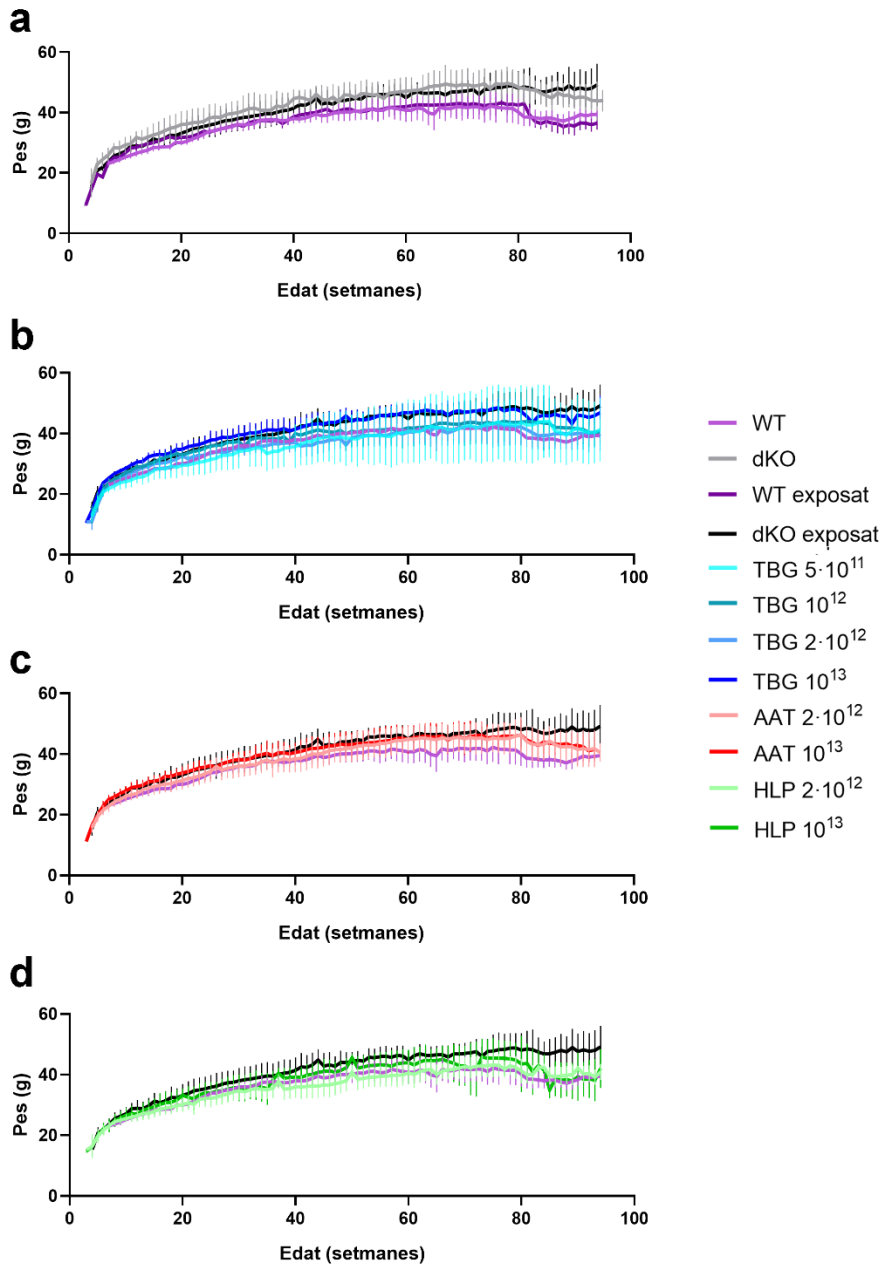 a
60
40
20
0
Pes (g)
0 20 40 60 80 100
Edat (setmanes)
b
60
40
20
0
Pes (g)
0 20 40 60 80 100
Edat (setmanes)
c
60
40
20
0
Pes (g)
0 20 40 60 80 100
Edat (setmanes)
d
60
40
20
0
Pes (g)
0 20 40 60 80 100
Edat (setmanes)
WT
dKO
WT exposat
dKO exposat
TBG 5·10¹¹
TBG 10¹²
TBG 2·10¹²
TBG 10¹³
AAT 2·10¹²
AAT 10¹³
HLP 2·10¹²
HLP 10¹³